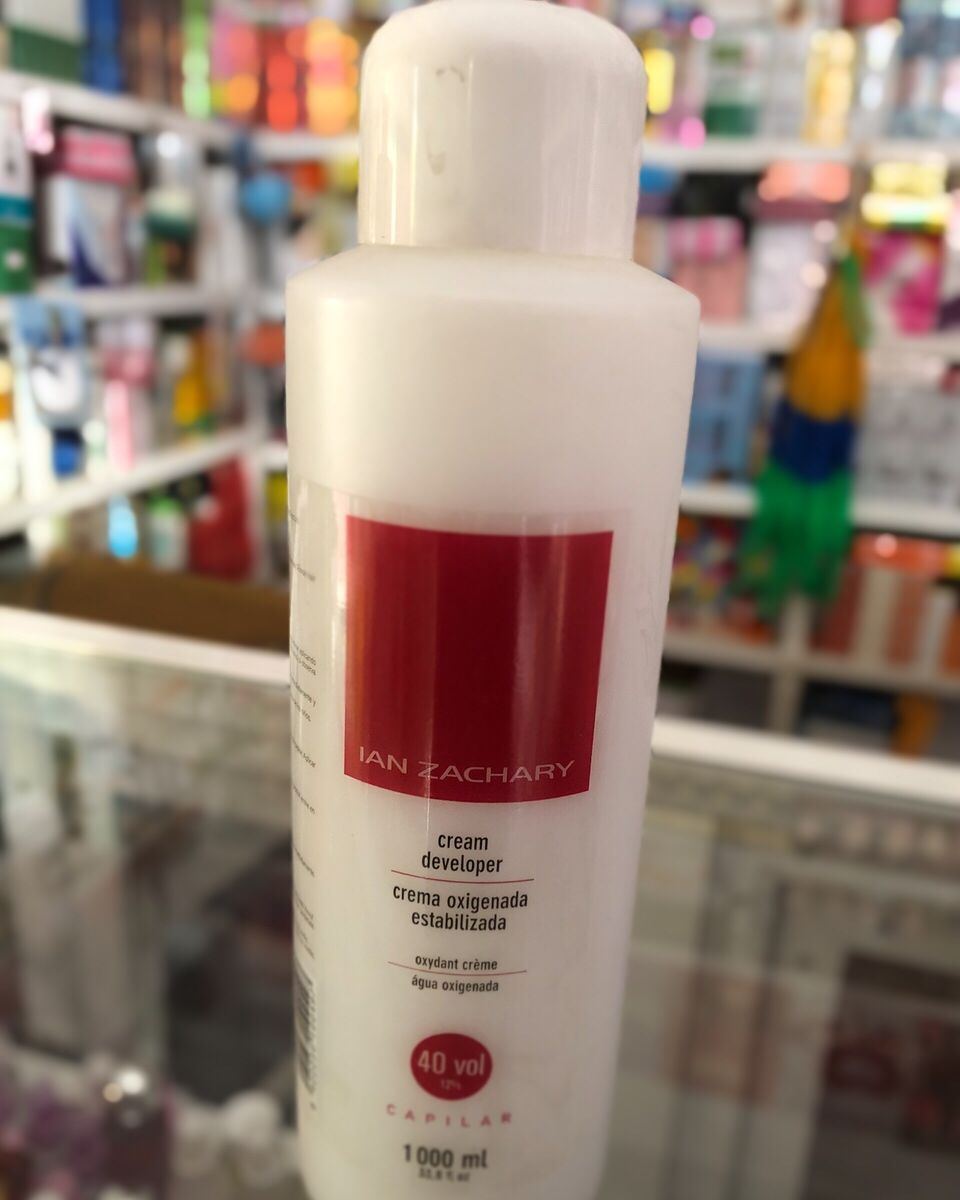 IAN ZACHARY
cream
developer
crema oxigenada
estabilizada
oxydant crème
água oxigenada
40 vol
12%
CAPILAR
1000 ml
33,8 fl oz